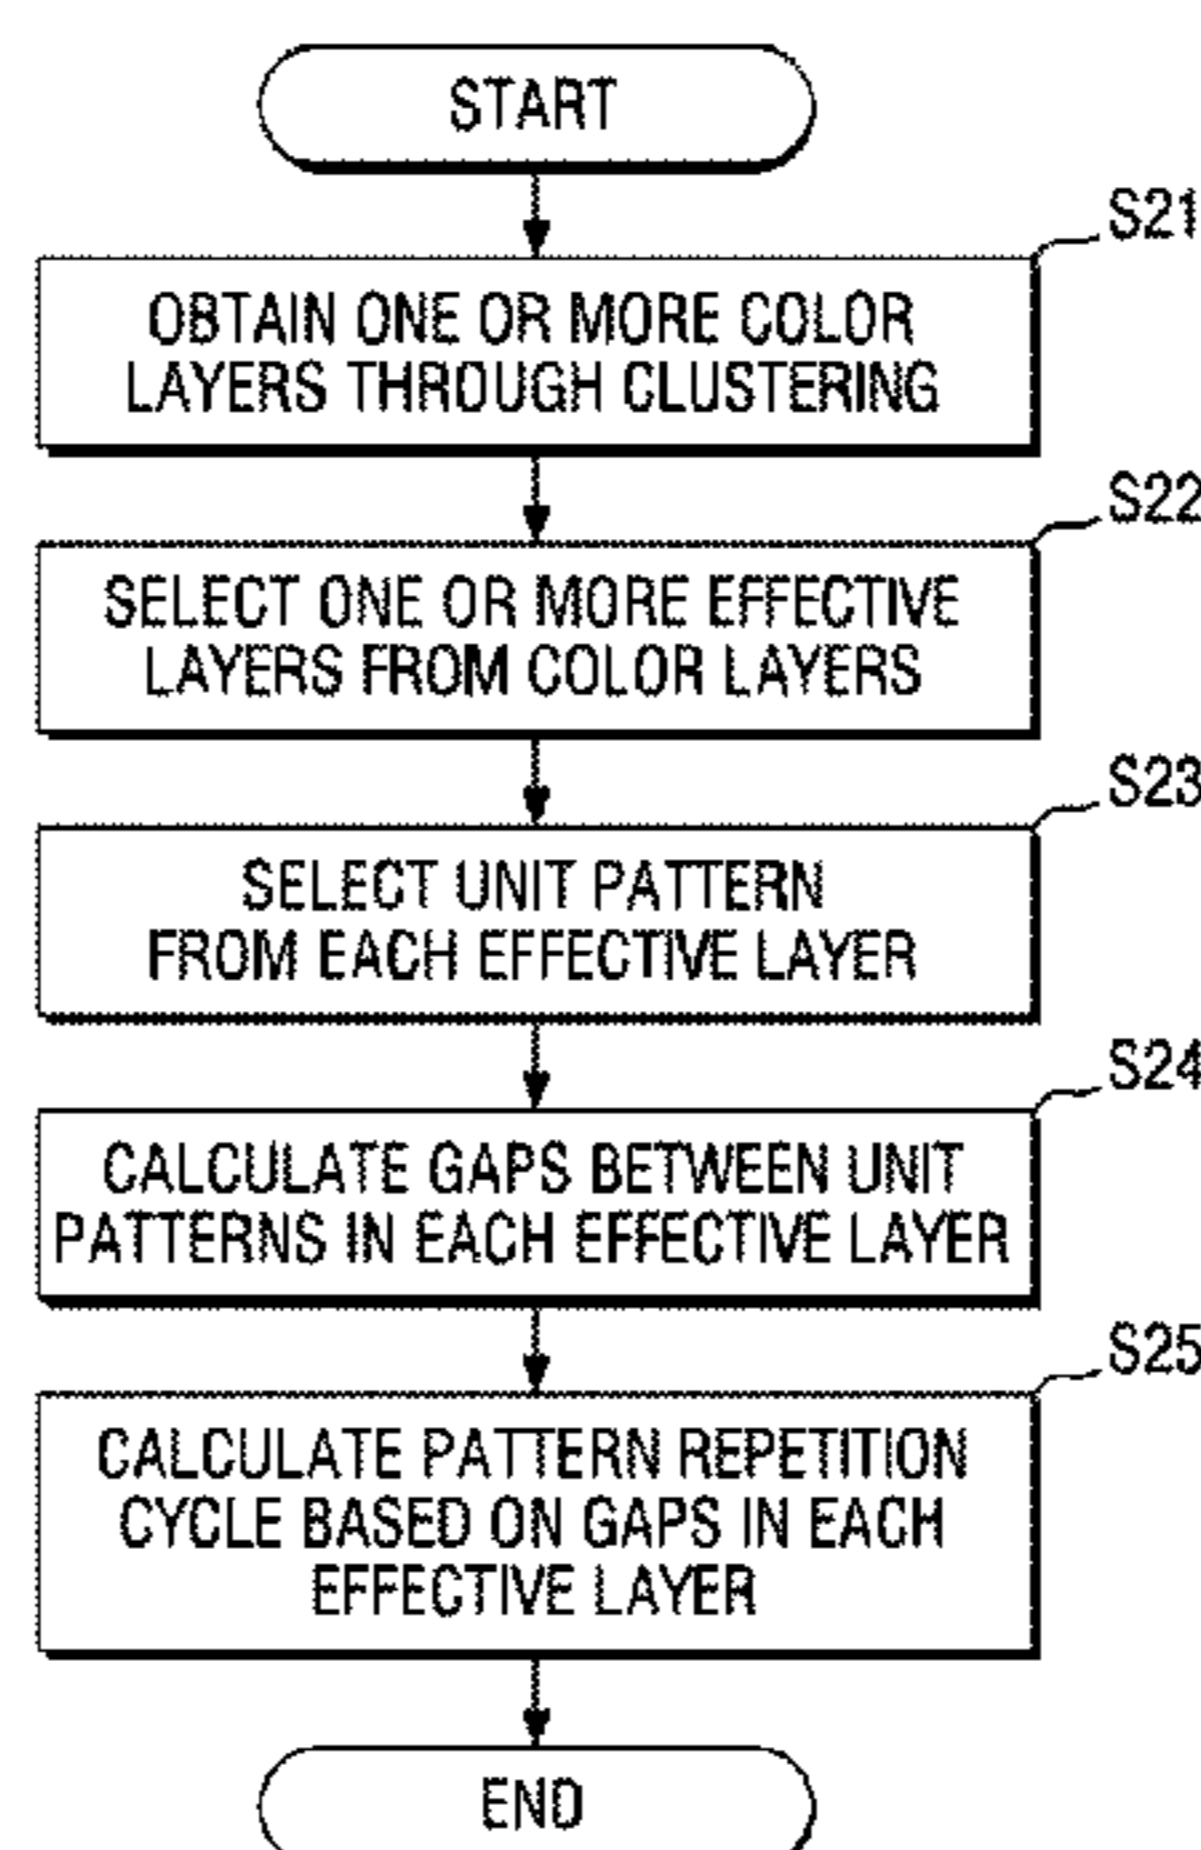 START
S21
OBTAIN ONE OR MORE COLOR
LAYERS THROUGH CLUSTERING
S22
SELECT ONE OR MORE EFFECTIVE
LAYERS FROM COLOR LAYERS
S23
SELECT UNIT PATTERN
FROM EACH EFFECTIVE LAYER
S24
CALCULATE GAPS BETWEEN UNIT
PATTERNS IN EACH EFFECTIVE LAYER
S25
CALCULATE PATTERN REPETITION
CYCLE BASED ON GAPS IN EACH
EFFECTIVE LAYER
END